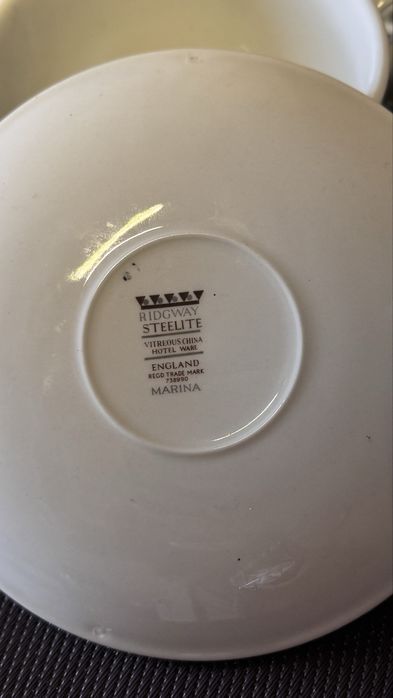 RIDGWAY
STEELITE
VITREOUS CHINA
HOTEL WARE
ENGLAND
REGD TRADE MARK
738990
MARINA